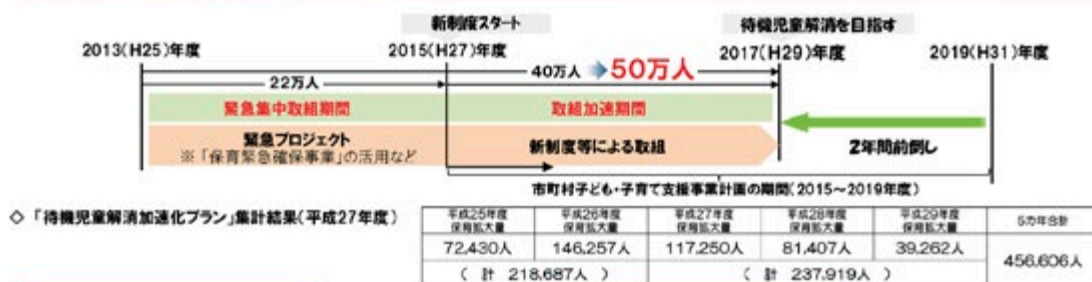 新制度スタート
待機児童解消を目指す
2013(H25)年度
2015(H27)年度
2017(H29)年度
2019(H31)年度
40万人 ➡ 50万人
22万人
緊急集中取組期間
取組加速期間
緊急プロジェクト
※「保育緊急確保事業」の活用など
新制度等による取組
2年間前倒し
市町村子ども・子育て支援事業計画の期間(2015～2019年度)
◇ 「待機児童解消加速化プラン」集計結果(平成27年度)
平成25年度 保育拡大量
平成26年度 保育拡大量
平成27年度 保育拡大量
平成28年度 保育拡大量
平成29年度 保育拡大量
5カ年合計
72,430人 146,257人 117,250人 81,407人 39,262人
456,606人
( 計 218,687人 ) ( 計 237,919人 )